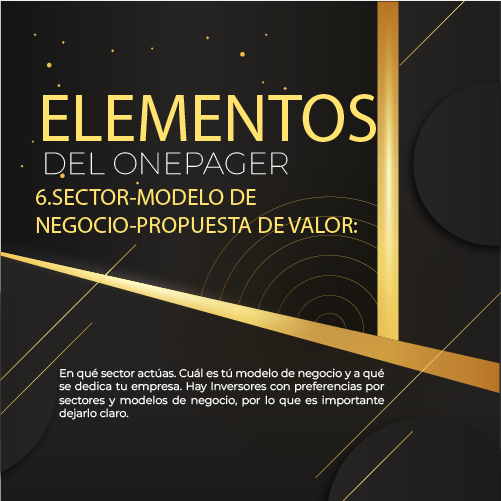 ELEMENTOS
DEL ONEPAGER
6.SECTOR-MODELO DE
NEGOCIO-PROPUESTA DE VALOR:
En qué sector actúas. Cuál es tú modelo de negocio y a qué
se dedica tu empresa. Hay Inversores con preferencias por
sectores y modelos de negocio, por lo que es importante
dejarlo claro.